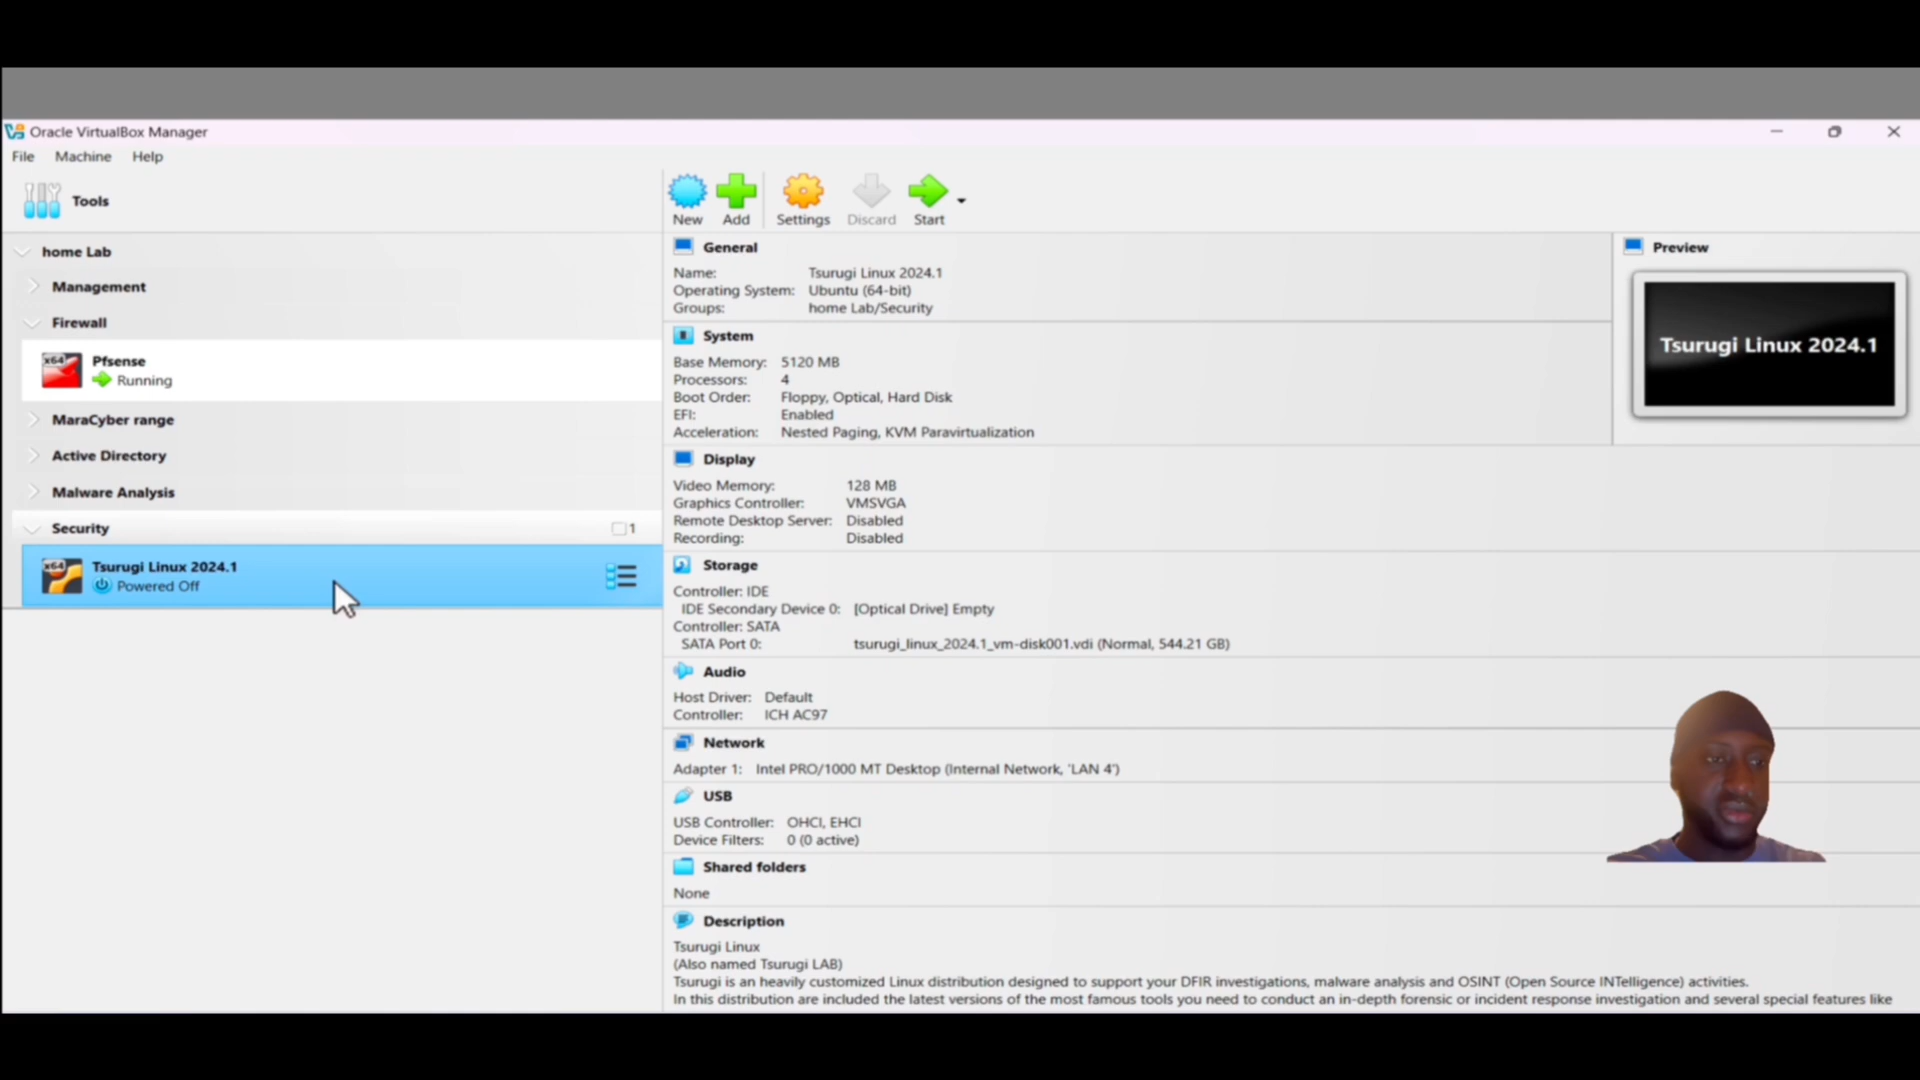 Oracle VirtualBox Manager
File Machine Help
Tools
New Add Settings Discard Start
home Lab
Management
Firewall
x64 Pfsense
Running
MaraCyber range
Active Directory
Malware Analysis
Security 1
x64 Tsurugi Linux 2024.1
Powered Off
General
Name: Tsurugi Linux 2024.1
Operating System: Ubuntu (64-bit)
Groups: home Lab/Security
System
Base Memory: 5120 MB
Processors: 4
Boot Order: Floppy, Optical, Hard Disk
EFI: Enabled
Acceleration: Nested Paging, KVM Paravirtualization
Preview
Tsurugi Linux 2024.1
Display
Video Memory: 128 MB
Graphics Controller: VMSVGA
Remote Desktop Server: Disabled
Recording: Disabled
Storage
Controller: IDE
IDE Secondary Device 0: [Optical Drive] Empty
Controller: SATA
SATA Port 0: tsurugi_linux_2024.1_vm-disk001.vdi (Normal, 544.21 GB)
Audio
Host Driver: Default
Controller: ICH AC97
Network
Adapter 1: Intel PRO/1000 MT Desktop (Internal Network, 'LAN 4')
USB
USB Controller: OHCI, EHCI
Device Filters: 0 (0 active)
Shared folders
None
Description
Tsurugi Linux
(Also named Tsurugi LAB)
Tsurugi is an heavily customized Linux distribution designed to support your DFIR investigations, malware analysis and OSINT (Open Source INTelligence) activities.
In this distribution are included the latest versions of the most famous tools you need to conduct an in-depth forensic or incident response investigation and several special features like